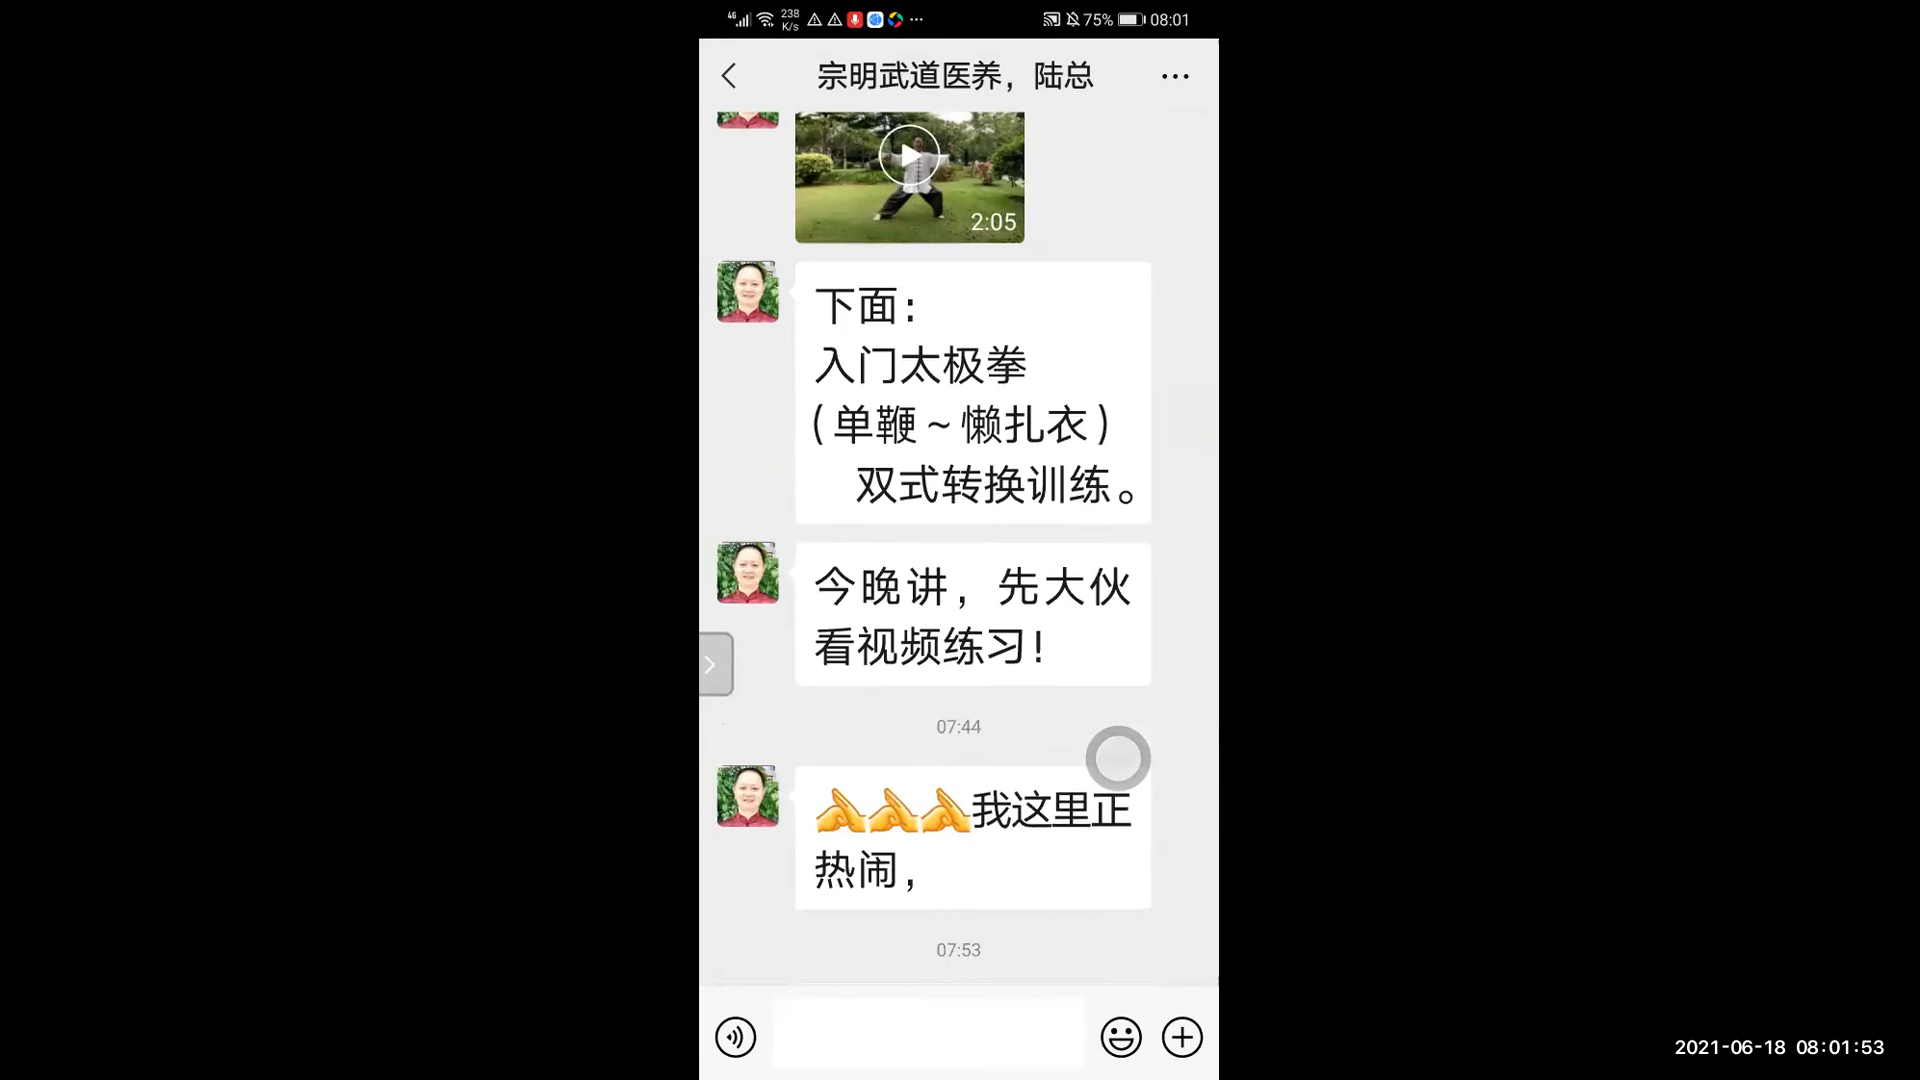 4G
238
K/s
75%
08:01
宗明武道医养，陆总
2:05
下面：
入门太极拳
（单鞭～懒扎衣）
双式转换训练。
今晚讲，先大伙
看视频练习！
07:44
我这里正
热闹，
07:53
2021-06-18 08:01:53